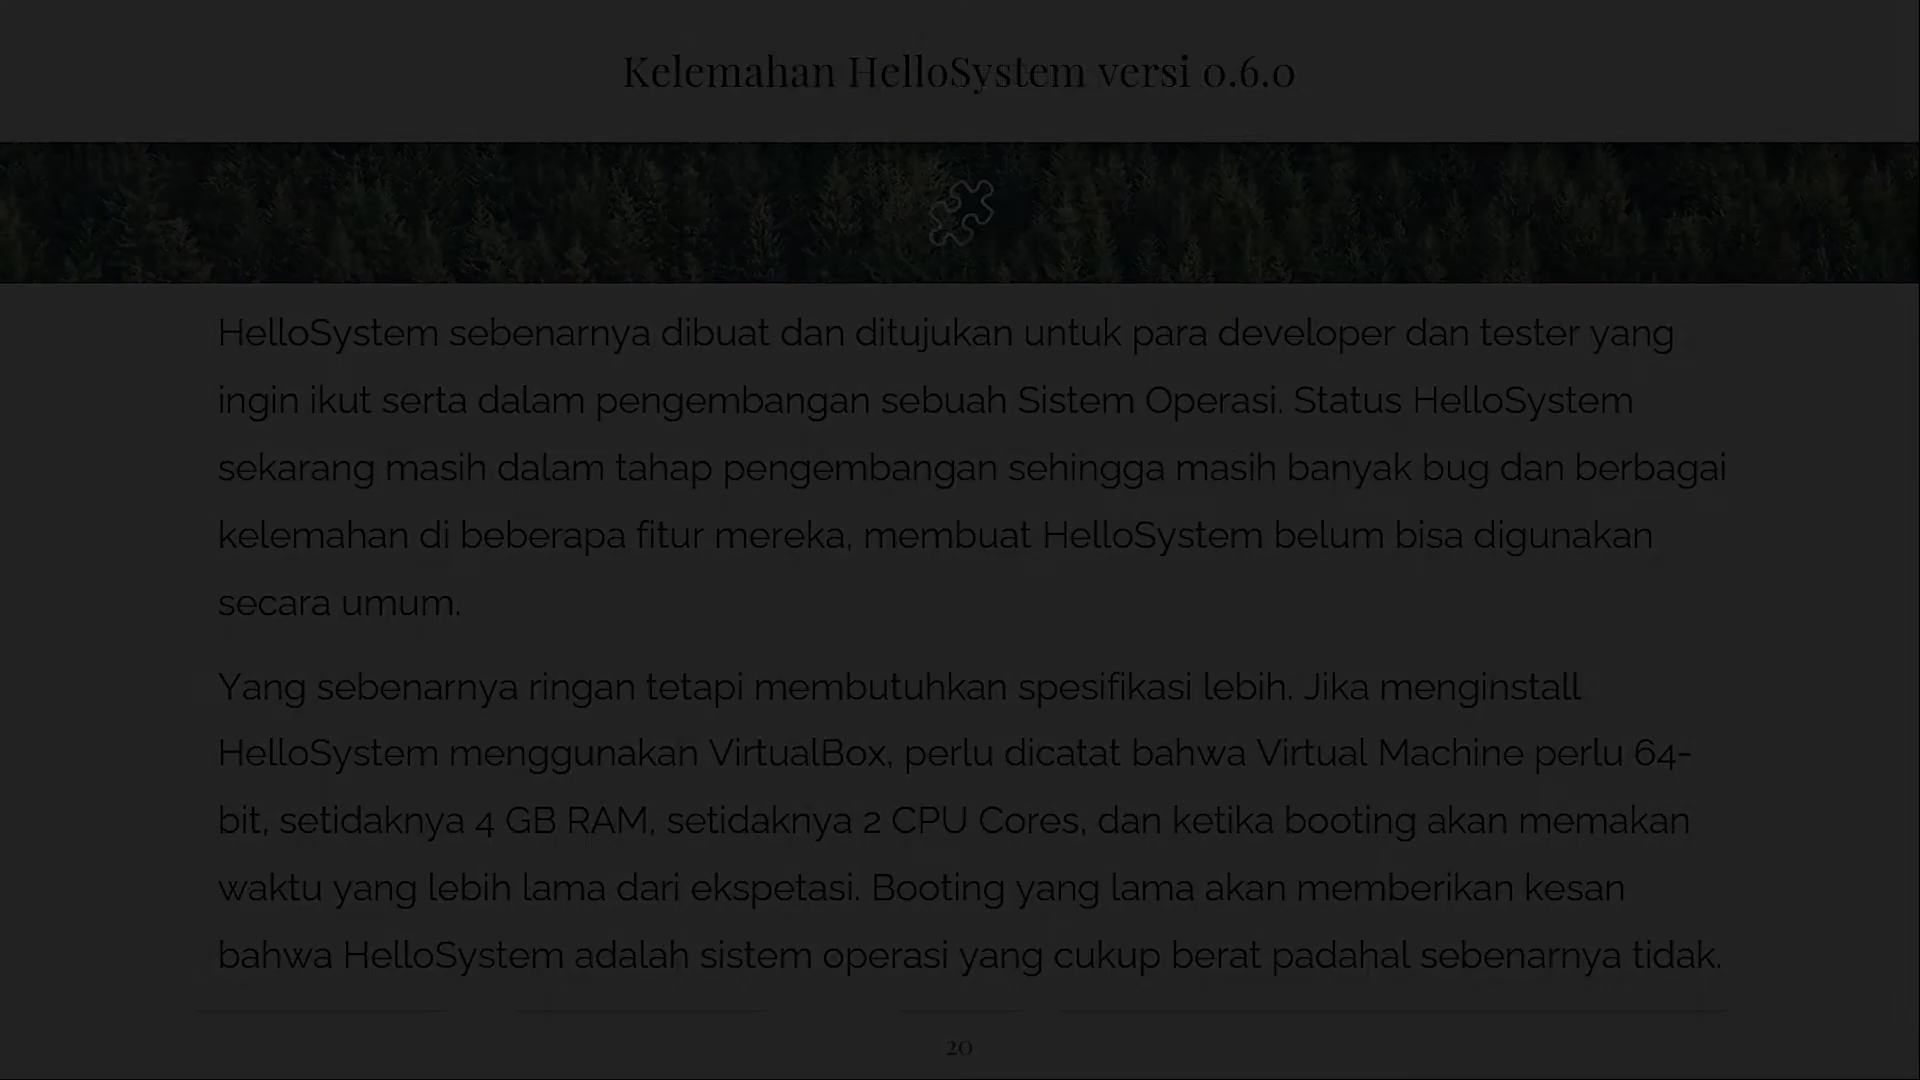 Kelemahan HelloSystem versi 0.6.0
HelloSystem sebenarnya dibuat dan ditujukan untuk para developer dan tester yang
ingin ikut serta dalam pengembangan sebuah Sistem Operasi. Status HelloSystem
sekarang masih dalam tahap pengembangan sehingga masih banyak bug dan berbagai
kelemahan di beberapa fitur mereka, membuat HelloSystem belum bisa digunakan
secara umum.
Yang sebenarnya ringan tetapi membutuhkan spesifikasi lebih. Jika menginstall
HelloSystem menggunakan VirtualBox, perlu dicatat bahwa Virtual Machine perlu 64-
bit, setidaknya 4 GB RAM, setidaknya 2 CPU Cores, dan ketika booting akan memakan
waktu yang lebih lama dari ekspetasi. Booting yang lama akan memberikan kesan
bahwa HelloSystem adalah sistem operasi yang cukup berat padahal sebenarnya tidak.
20